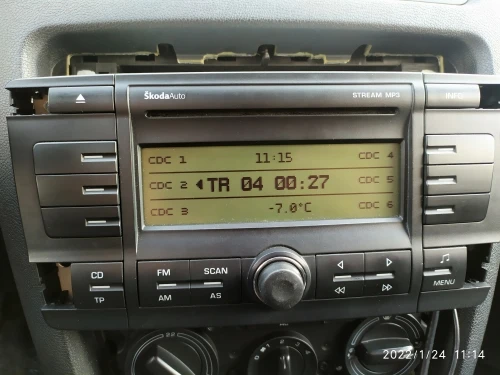 ŠkodaAuto STREAM MP3 INFO
CDC 1 11:15 CDC 4
CDC 2 TR 04 00:27 CDC 5
CDC 3 -7.0°C CDC 6
CD FM SCAN
TP AM AS MENU
2022/1/24 11:14